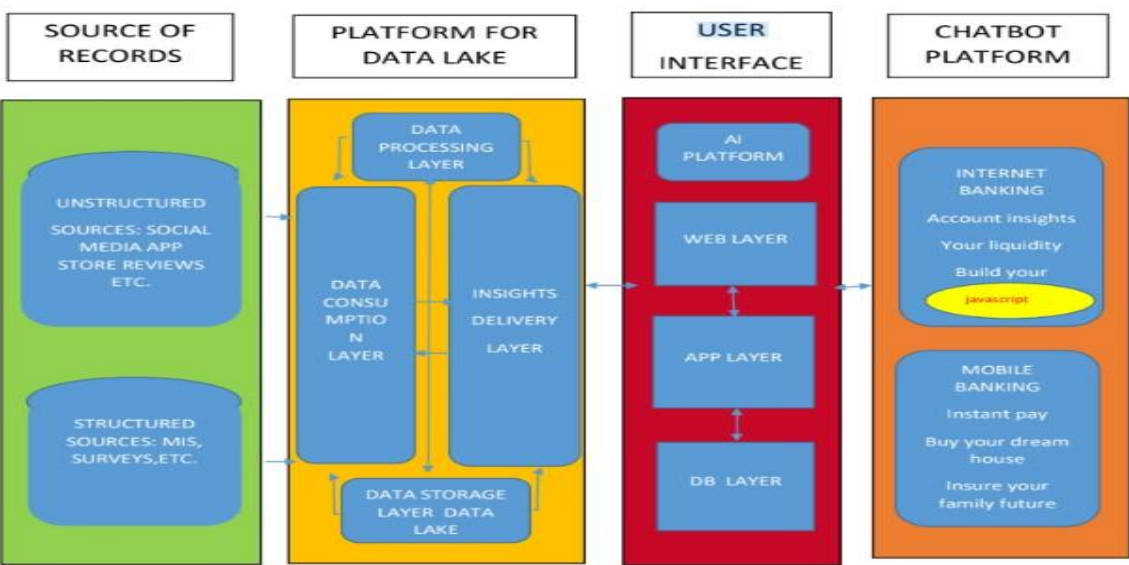 SOURCE OF
RECORDS
PLATFORM FOR
DATA LAKE
USER
INTERFACE
CHATBOT
PLATFORM
UNSTRUCTURED
SOURCES: SOCIAL
MEDIA APP
STORE REVIEWS
ETC.
STRUCTURED
SOURCES: MIS,
SURVEYS,ETC.
DATA
PROCESSING
LAYER
DATA
CONSU
MPTIO
N
LAYER
INSIGHTS
DELIVERY
LAYER
DATA STORAGE
LAYER DATA
LAKE
AI
PLATFORM
WEB LAYER
APP LAYER
DB LAYER
INTERNET
BANKING
Account insights
Your liquidity
Build your
javascript
MOBILE
BANKING
Instant pay
Buy your dream
house
Insure your
family future